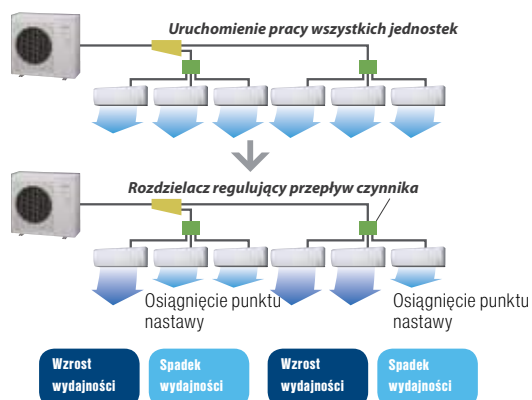 Uruchomienie pracy wszystkich jednostek
Rozdzielacz regulujący przepływ czynnika
Osiągnięcie punktu
nastawy
Osiągnięcie punktu
nastawy
Wzrost
wydajności
Spadek
wydajności
Wzrost
wydajności
Spadek
wydajności